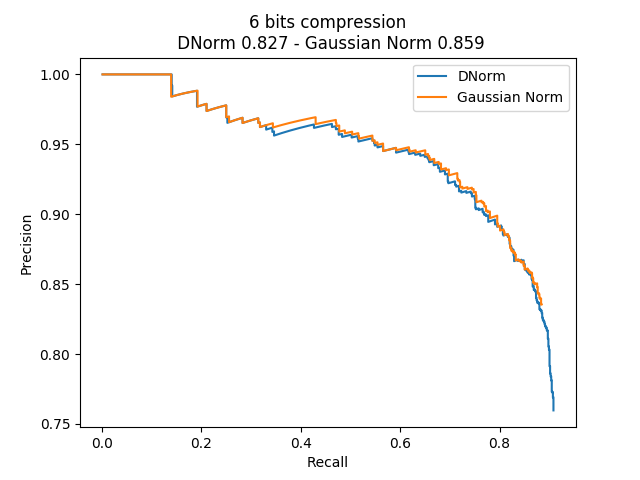 6 bits compression
DNorm 0.827 - Gaussian Norm 0.859
DNorm
Gaussian Norm
1.00
0.95
0.90
0.85
0.80
0.75
Precision
0.0
0.2
0.4
0.6
0.8
Recall